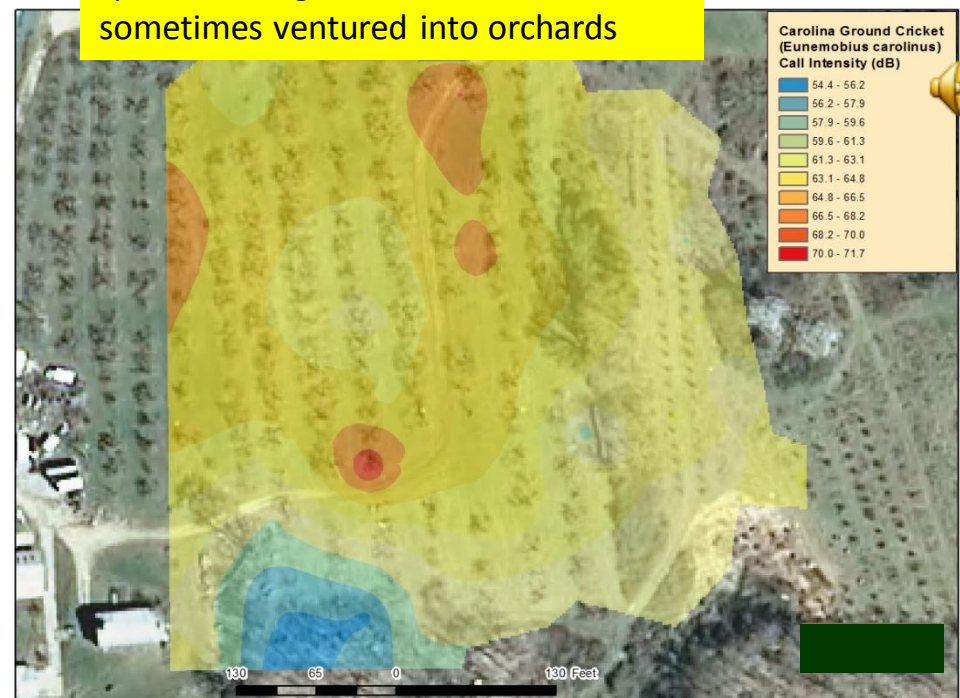 sometimes ventured into orchards
Carolina Ground Cricket
(Eunemobius carolinus)
Call Intensity (dB)
54.4 - 56.2
56.2 - 57.9
57.9 - 59.6
59.6 - 61.3
61.3 - 63.1
63.1 - 64.8
64.8 - 66.5
66.5 - 68.2
68.2 - 70.0
70.0 - 71.7
130 65 0 130 Feet